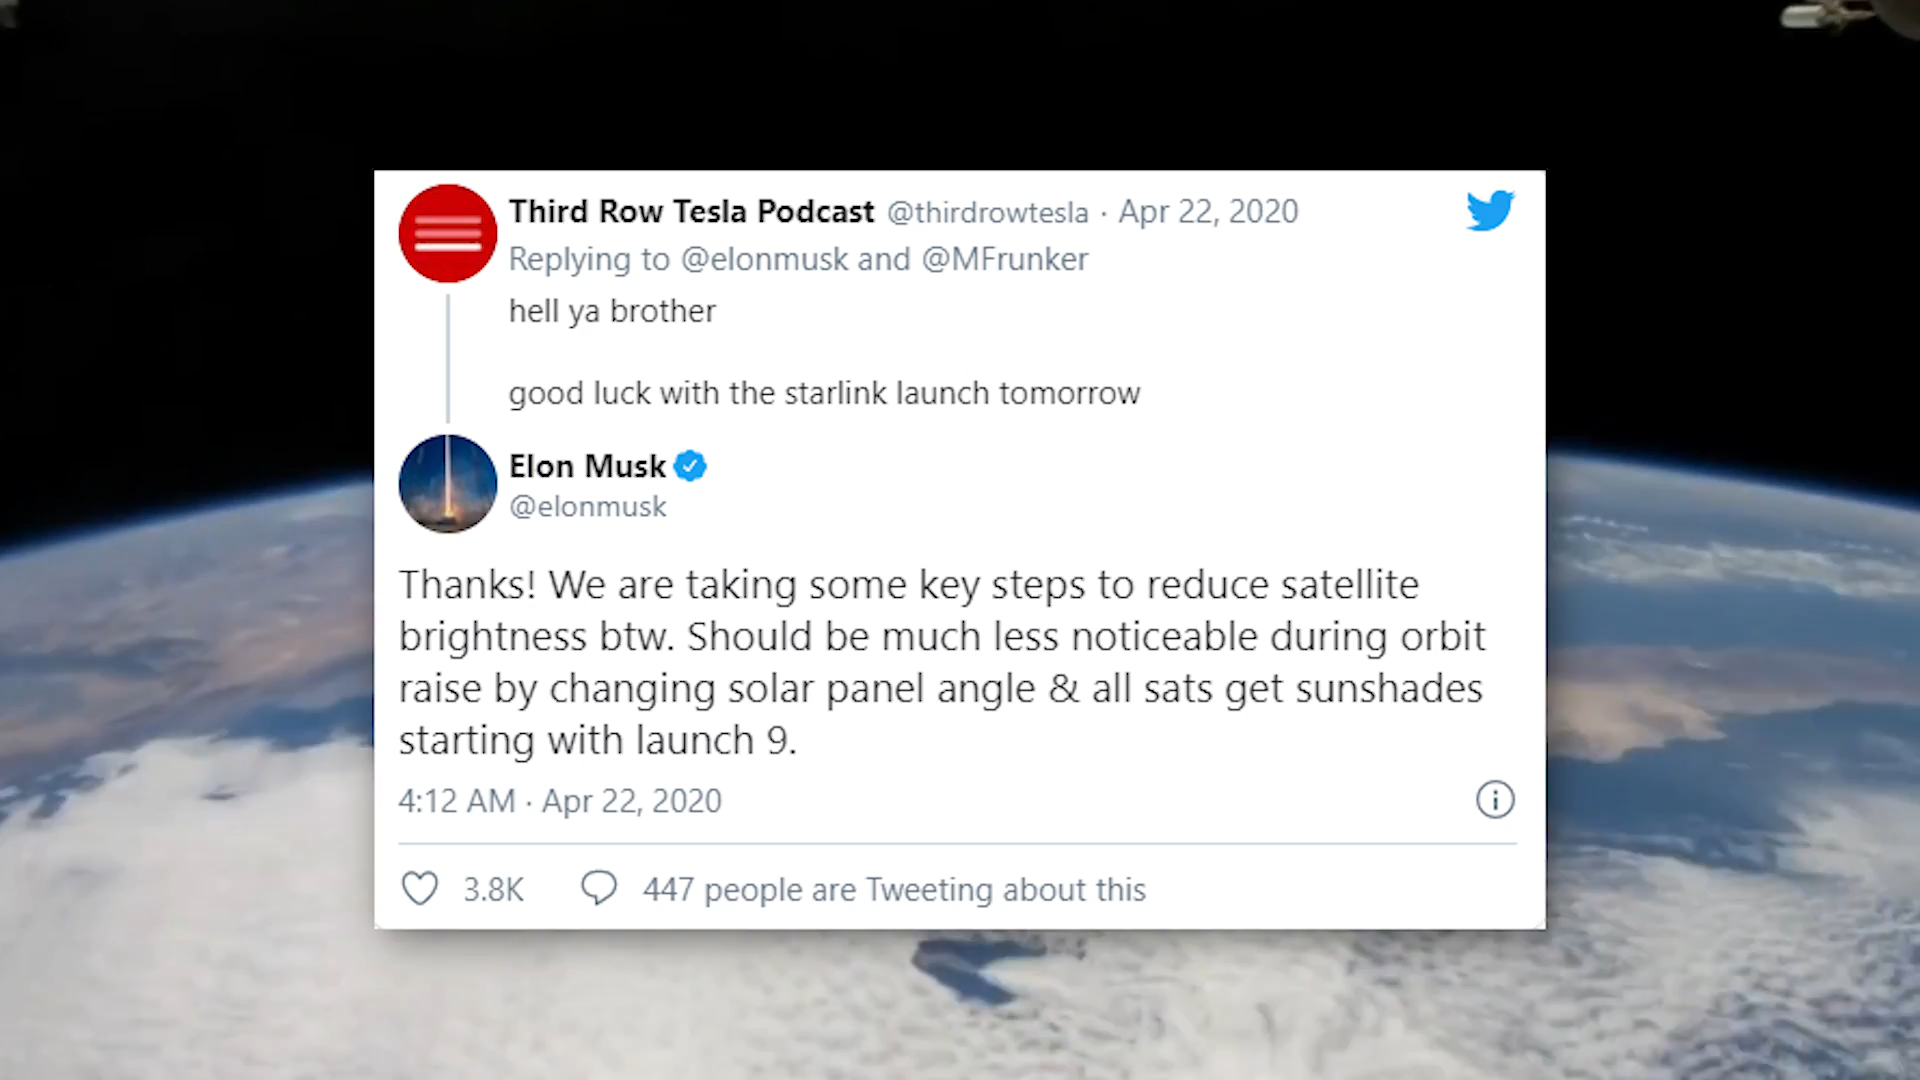 Third Row Tesla Podcast @thirdrowtesla · Apr 22, 2020
Replying to @elonmusk and @MFrunker
hell ya brother
good luck with the starlink launch tomorrow
Elon Musk
@elonmusk
Thanks! We are taking some key steps to reduce satellite
brightness btw. Should be much less noticeable during orbit
raise by changing solar panel angle & all sats get sunshades
starting with launch 9.
4:12 AM · Apr 22, 2020
3.8K 447 people are Tweeting about this